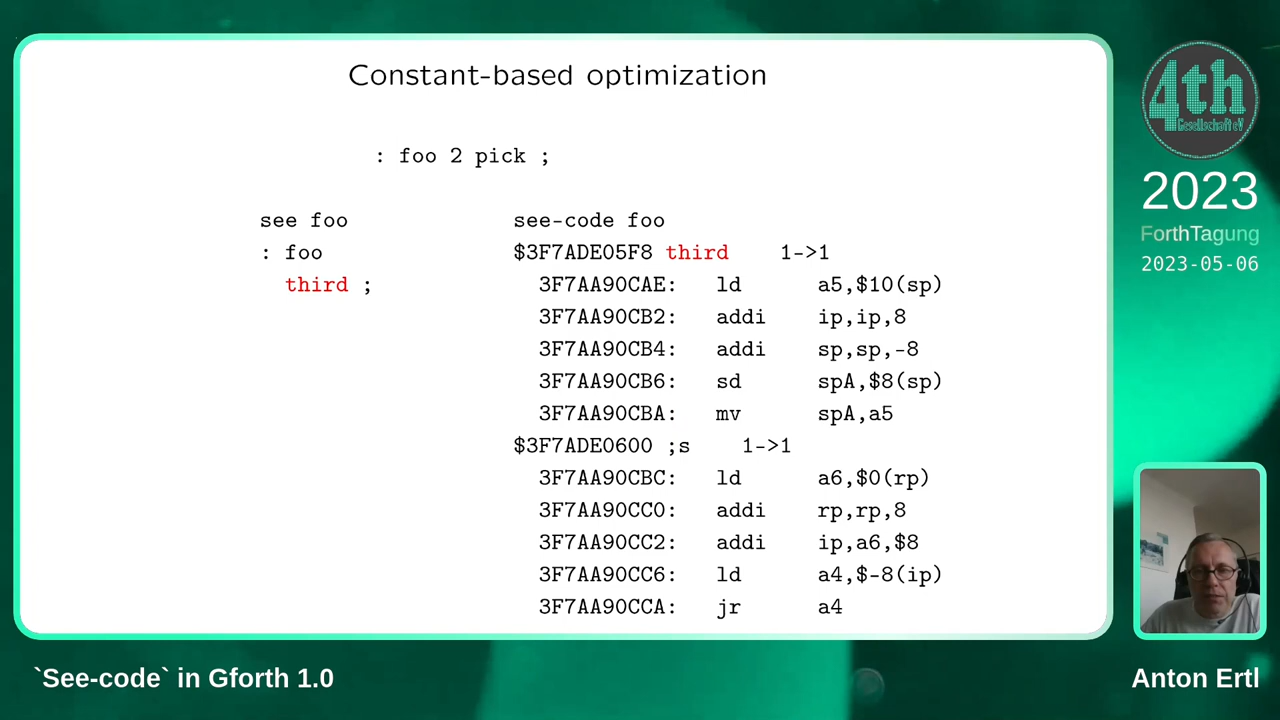 Constant-based optimization
: foo 2 pick ;
see foo
: foo
third ;
see-code foo
$3F7ADE05F8 third 1->1
3F7AA90CAE: ld a5,$10(sp)
3F7AA90CB2: addi ip,ip,8
3F7AA90CB4: addi sp,sp,-8
3F7AA90CB6: sd spA,$8(sp)
3F7AA90CBA: mv spA,a5
$3F7ADE0600 ;s 1->1
3F7AA90CBC: ld a6,$0(rp)
3F7AA90CC0: addi rp,rp,8
3F7AA90CC2: addi ip,a6,$8
3F7AA90CC6: ld a4,$-8(ip)
3F7AA90CCA: jr a4
4th
Gesellschaft eV
2023
ForthTagung
2023-05-06
`See-code` in Gforth 1.0
Anton Ertl